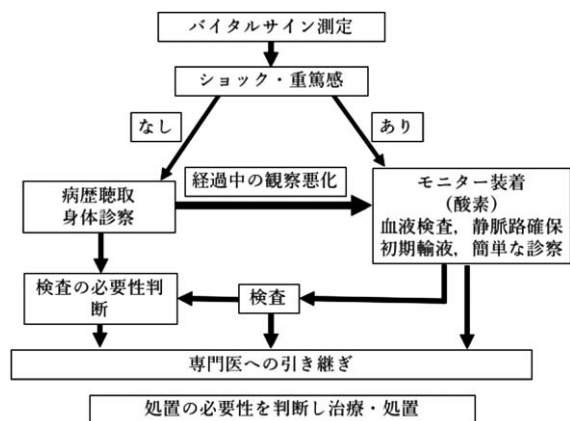 バイタルサイン測定
ショック・重篤感
なし
あり
経過中の観察悪化
病歴聴取
身体診察
モニター装着
（酸素）
血液検査，静脈路確保
初期輸液，簡単な診察
検査の必要性判
断
検査
専門医への引き継ぎ
処置の必要性を判断し治療・処置